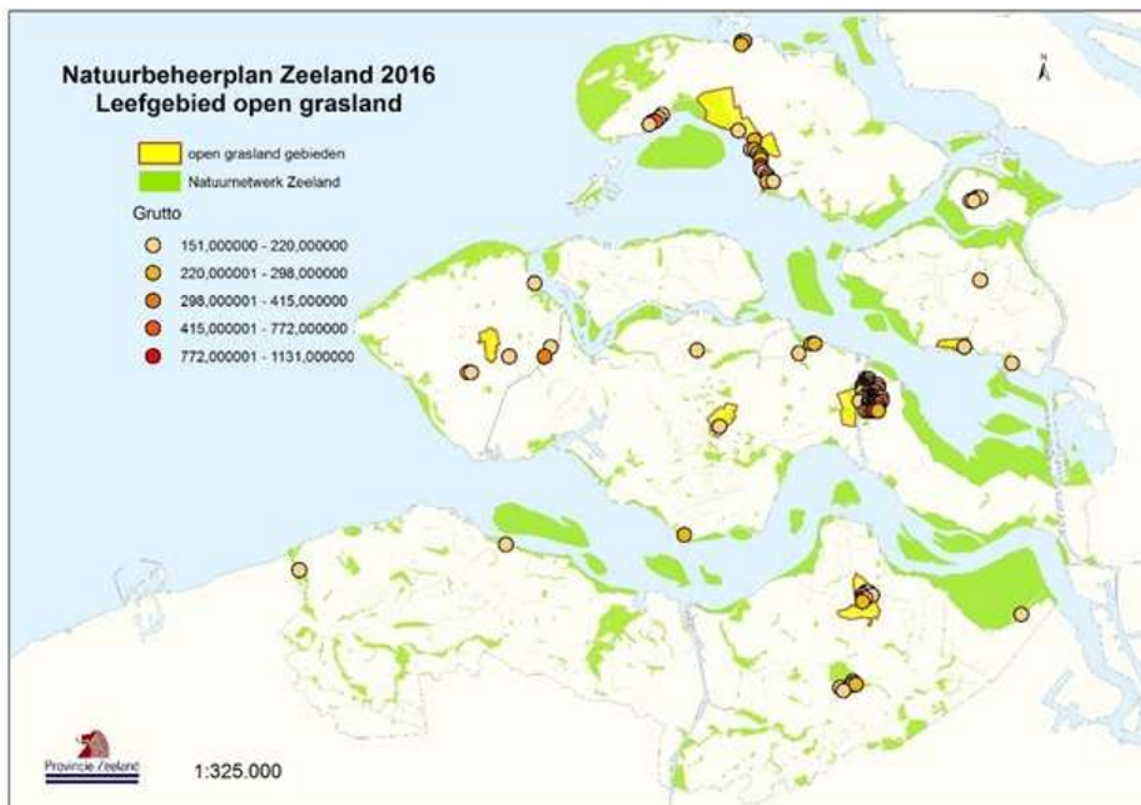 Natuurbeheerplan Zeeland 2016
Leefgebied open grasland
open grasland gebieden
Natuurnetwerk Zeeland
Grutto
151,000000 - 220,000000
220,000001 - 298,000000
298,000001 - 415,000000
415,000001 - 772,000000
772,000001 - 1131,000000
N
Provincie Zeeland
1:325.000